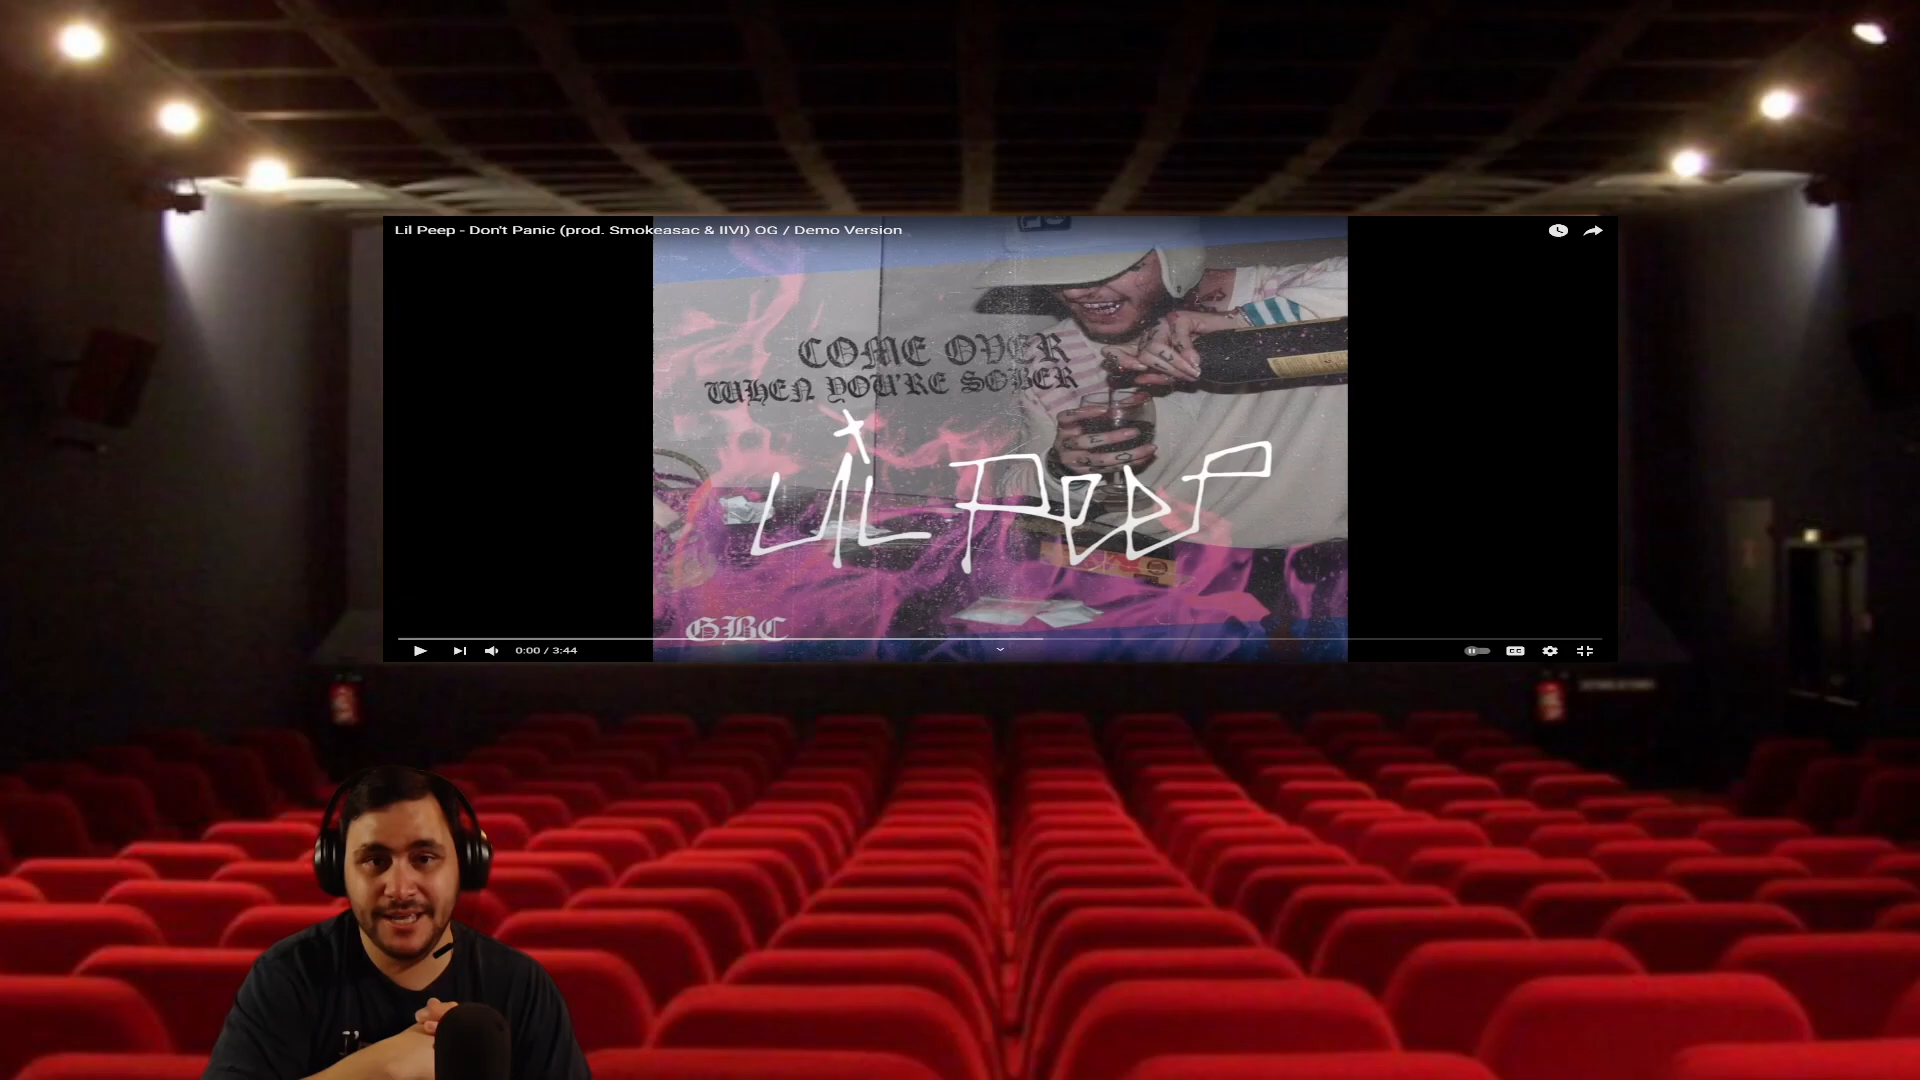 Lil Peep - Don't Panic (prod. Smokeasac & IIVI) OG / Demo Version
COME OVER
WHEN YOU'RE SOBER
LiL PEEP
GBC
0:00 / 3:44
CC